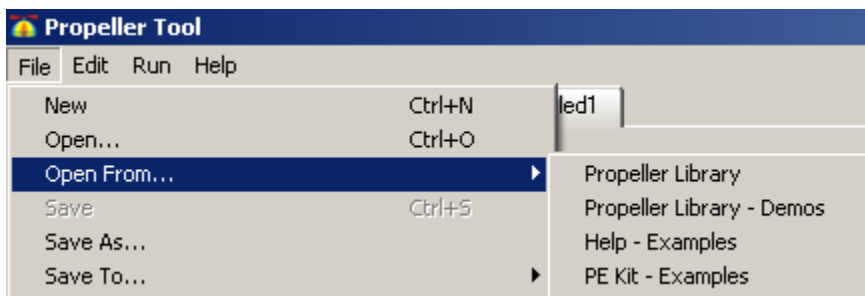 Propeller Tool
File Edit Run Help
New Ctrl+N
led1
Open... Ctrl+O
Open From... Propeller Library
Save Ctrl+S Propeller Library - Demos
Save As... Help - Examples
Save To... PE Kit - Examples